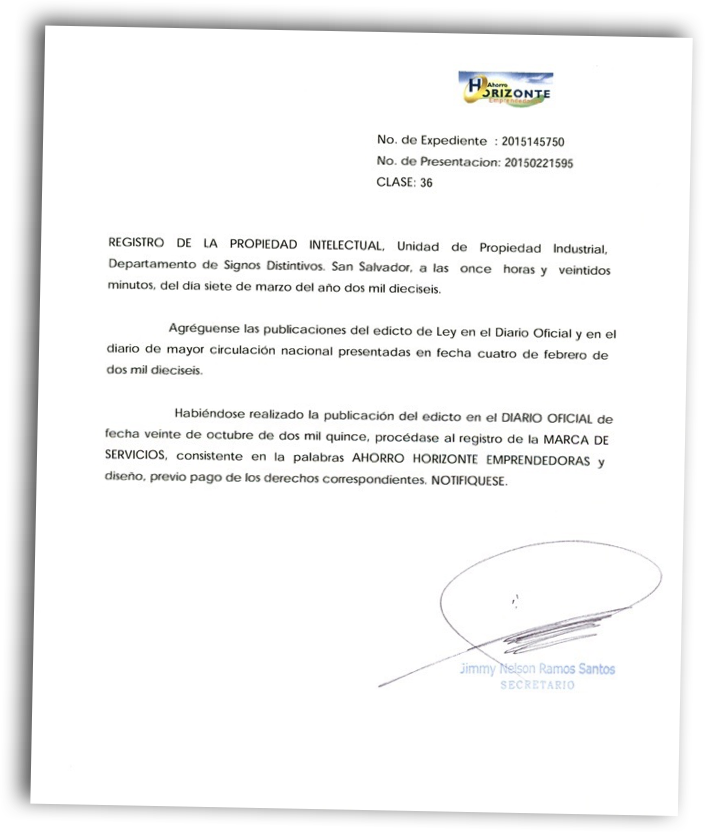 Ahorro
HORIZONTE
Emprendedoras
No. de Expediente : 2015145750
No. de Presentacion: 20150221595
CLASE: 36
REGISTRO DE LA PROPIEDAD INTELECTUAL, Unidad de Propiedad Industrial,
Departamento de Signos Distintivos. San Salvador, a las once horas y veintidos
minutos, del día siete de marzo del año dos mil dieciseis.
Agréguense las publicaciones del edicto de Ley en el Diario Oficial y en el
diario de mayor circulación nacional presentadas en fecha cuatro de febrero de
dos mil dieciseis.
Habiéndose realizado la publicación del edicto en el DIARIO OFICIAL de
fecha veinte de octubre de dos mil quince, procédase al registro de la MARCA DE
SERVICIOS, consistente en la palabras AHORRO HORIZONTE EMPRENDEDORAS y
diseño, previo pago de los derechos correspondientes. NOTIFIQUESE.
Jimmy Nelson Ramos Santos
SECRETARIO